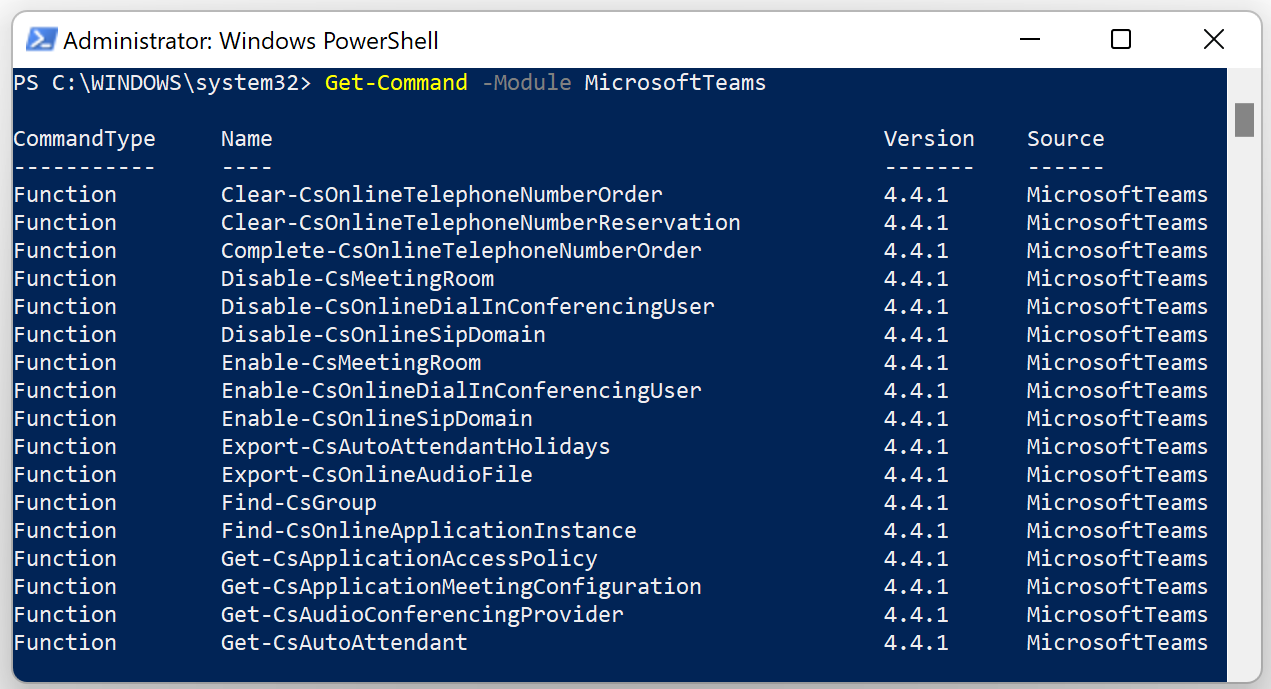 Administrator: Windows PowerShell
PS C:\WINDOWS\system32> Get-Command -Module MicrosoftTeams
CommandType Name Version Source
----------- ---- ------- ------
Function Clear-CsOnlineTelephoneNumberOrder 4.4.1 MicrosoftTeams
Function Clear-CsOnlineTelephoneNumberReservation 4.4.1 MicrosoftTeams
Function Complete-CsOnlineTelephoneNumberOrder 4.4.1 MicrosoftTeams
Function Disable-CsMeetingRoom 4.4.1 MicrosoftTeams
Function Disable-CsOnlineDialInConferencingUser 4.4.1 MicrosoftTeams
Function Disable-CsOnlineSipDomain 4.4.1 MicrosoftTeams
Function Enable-CsMeetingRoom 4.4.1 MicrosoftTeams
Function Enable-CsOnlineDialInConferencingUser 4.4.1 MicrosoftTeams
Function Enable-CsOnlineSipDomain 4.4.1 MicrosoftTeams
Function Export-CsAutoAttendantHolidays 4.4.1 MicrosoftTeams
Function Export-CsOnlineAudioFile 4.4.1 MicrosoftTeams
Function Find-CsGroup 4.4.1 MicrosoftTeams
Function Find-CsOnlineApplicationInstance 4.4.1 MicrosoftTeams
Function Get-CsApplicationAccessPolicy 4.4.1 MicrosoftTeams
Function Get-CsApplicationMeetingConfiguration 4.4.1 MicrosoftTeams
Function Get-CsAudioConferencingProvider 4.4.1 MicrosoftTeams
Function Get-CsAutoAttendant 4.4.1 MicrosoftTeams